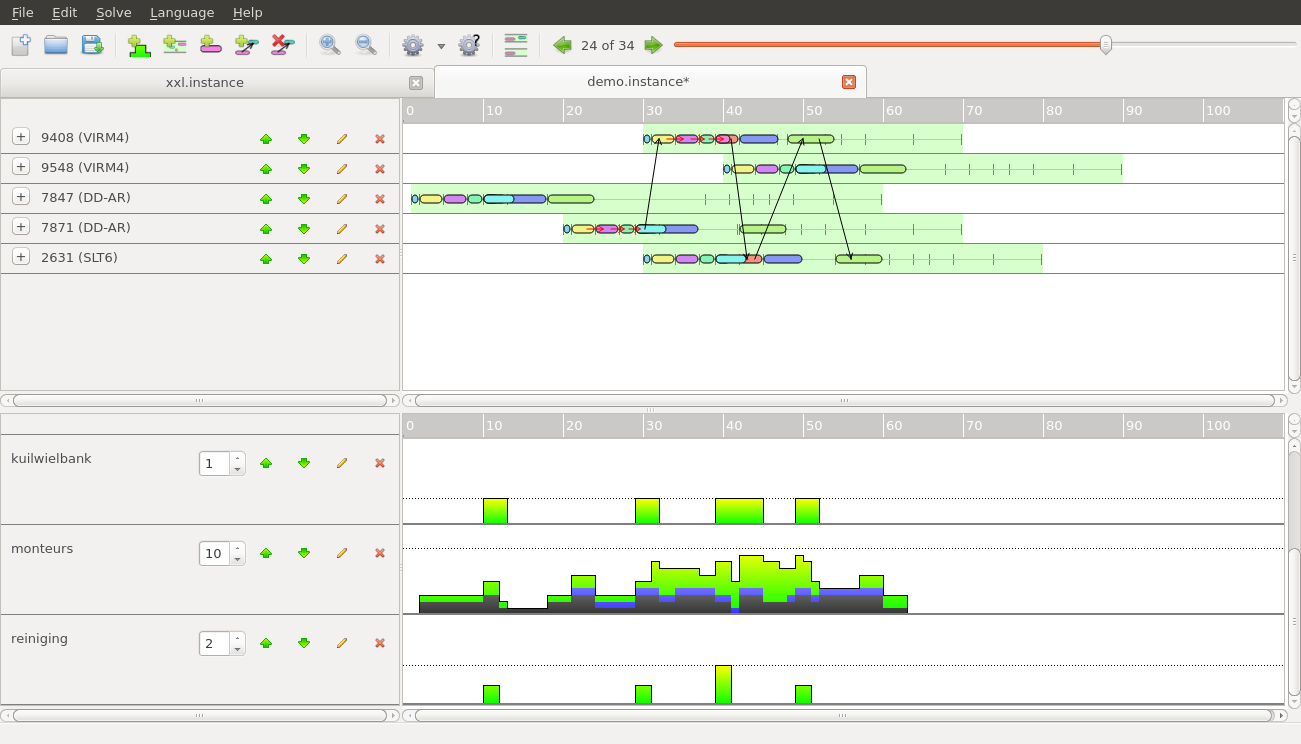 File Edit Solve Language Help
24 of 34
xxl.instance demo.instance*
0 10 20 30 40 50 60 70 80 90 100
9408 (VIRM4)
9548 (VIRM4)
7847 (DD-AR)
7871 (DD-AR)
2631 (SLT6)
0 10 20 30 40 50 60 70 80 90 100
kuilwielbank 1
monteurs 10
reiniging 2